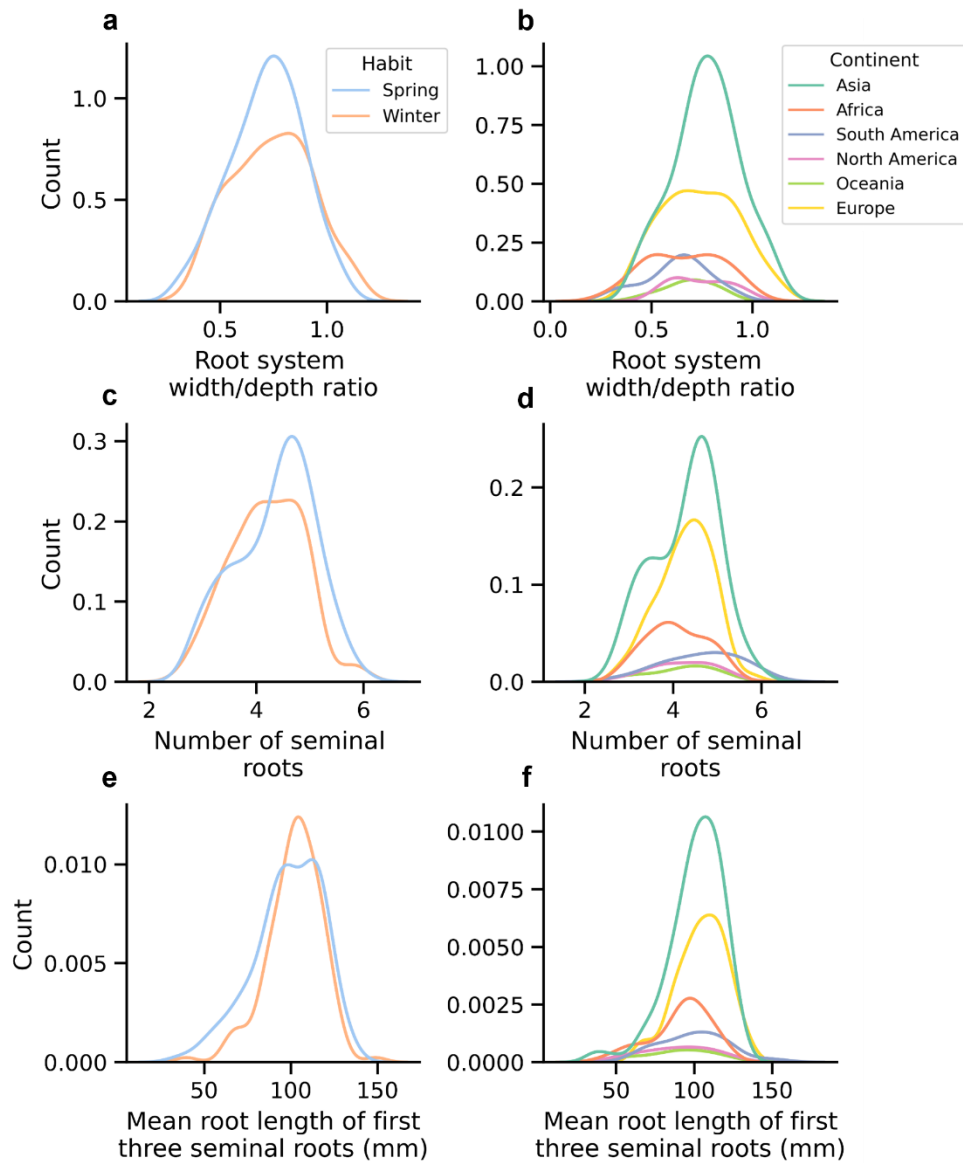 a
Habit
Spring
Winter
1.0
0.5
0.0
Count
0.5
1.0
Root system
width/depth ratio
b
Continent
Asia
Africa
South America
North America
Oceania
Europe
1.00
0.75
0.50
0.25
0.00
0.0
0.5
1.0
Root system
width/depth ratio
c
0.3
0.2
0.1
0.0
Count
2
4
6
Number of seminal
roots
d
0.2
0.1
0.0
2
4
6
Number of seminal
roots
e
0.010
0.005
0.000
Count
50
100
150
Mean root length of first
three seminal roots (mm)
f
0.0100
0.0075
0.0050
0.0025
0.0000
50
100
150
Mean root length of first
three seminal roots (mm)